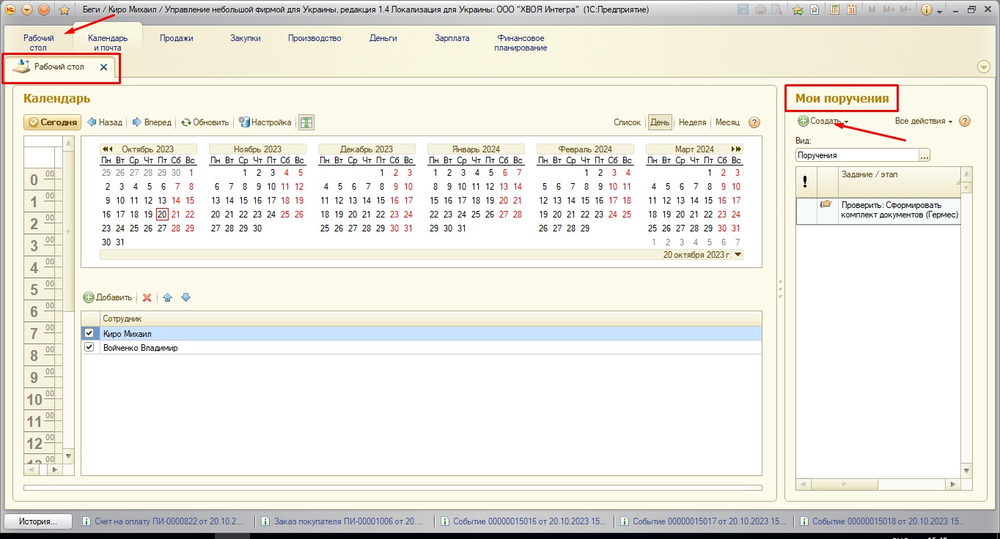 Беги / Киро Михаил / Управление небольшой фирмой для Украины, редакция 1.4 Локализация для Украины: ООО "ХВОЯ Интегра" (1С:Предприятие)
M M+ M-
Рабочий стол
Календарь и почта
Продажи
Закупки
Производство
Деньги
Зарплата
Финансовое планирование
Рабочий стол
Календарь
Сегодня Назад Вперед Обновить Настройка Список День Неделя Месяц
0 00
1 00
2 00
3 00
4 00
5 00
6 00
7 00
8 00
9 00
10 00
11 00
12 00
00
Октябрь 2023
Пн Вт Ср Чт Пт Сб Вс
25 26 27 28 29 30 1
2 3 4 5 6 7 8
9 10 11 12 13 14 15
16 17 18 19 20 21 22
23 24 25 26 27 28 29
30 31
Ноябрь 2023
Пн Вт Ср Чт Пт Сб Вс
1 2 3 4 5
6 7 8 9 10 11 12
13 14 15 16 17 18 19
20 21 22 23 24 25 26
27 28 29 30
Декабрь 2023
Пн Вт Ср Чт Пт Сб Вс
1 2 3
4 5 6 7 8 9 10
11 12 13 14 15 16 17
18 19 20 21 22 23 24
25 26 27 28 29 30 31
Январь 2024
Пн Вт Ср Чт Пт Сб Вс
1 2 3 4 5 6 7
8 9 10 11 12 13 14
15 16 17 18 19 20 21
22 23 24 25 26 27 28
29 30 31
Февраль 2024
Пн Вт Ср Чт Пт Сб Вс
1 2 3 4
5 6 7 8 9 10 11
12 13 14 15 16 17 18
19 20 21 22 23 24 25
26 27 28 29
Март 2024
Пн Вт Ср Чт Пт Сб Вс
1 2 3
4 5 6 7 8 9 10
11 12 13 14 15 16 17
18 19 20 21 22 23 24
25 26 27 28 29 30 31
1 2 3 4 5 6 7
20 октября 2023 г.
Добавить
Сотрудник
Киро Михаил
Войченко Владимир
Мои поручения
Создать Все действия
Вид:
Поручения ...
! Задание / этап
Проверить: Сформировать
комплект документов (Гермес)
История...
Счет на оплату ПИ-0000822 от 20.10.2...
Заказ покупателя ПИ-00001006 от 20....
Событие 00000015016 от 20.10.2023 15...
Событие 00000015017 от 20.10.2023 15...
Событие 00000015018 от 20.10.2023 15...